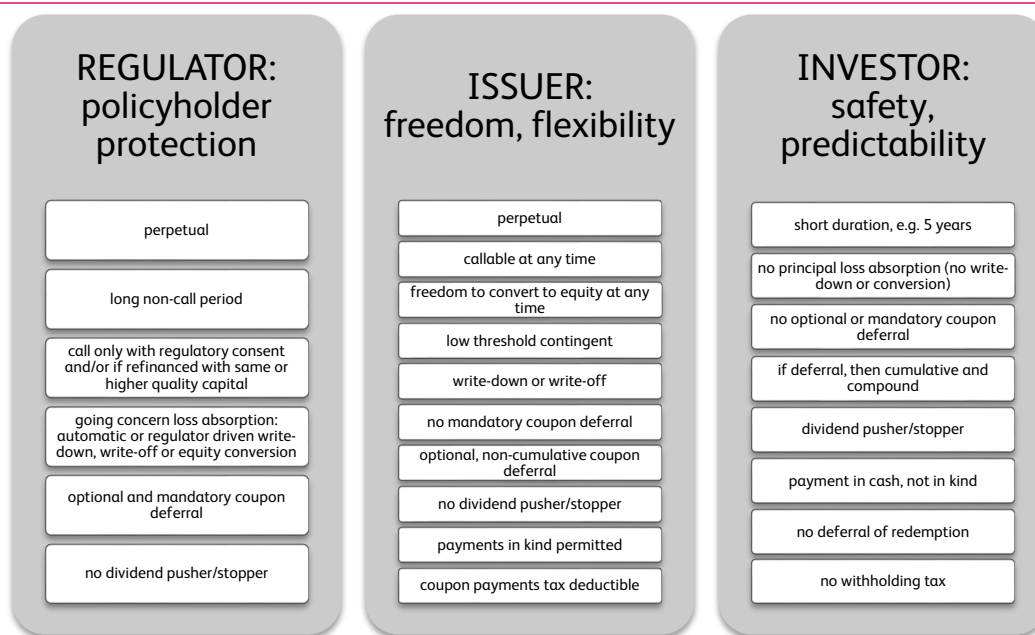 REGULATOR:
policyholder
protection
perpetual
long non-call period
call only with regulatory consent
and/or if refinanced with same or
higher quality capital
going concern loss absorption:
automatic or regulator driven write-
down, write-off or equity conversion
optional and mandatory coupon
deferral
no dividend pusher/stopper
ISSUER:
freedom, flexibility
perpetual
callable at any time
freedom to convert to equity at any
time
low threshold contingent
write-down or write-off
no mandatory coupon deferral
optional, non-cumulative coupon
deferral
no dividend pusher/stopper
payments in kind permitted
coupon payments tax deductible
INVESTOR:
safety,
predictability
short duration, e.g. 5 years
no principal loss absorption (no write-
down or conversion)
no optional or mandatory coupon
deferral
if deferral, then cumulative and
compound
dividend pusher/stopper
payment in cash, not in kind
no deferral of redemption
no withholding tax